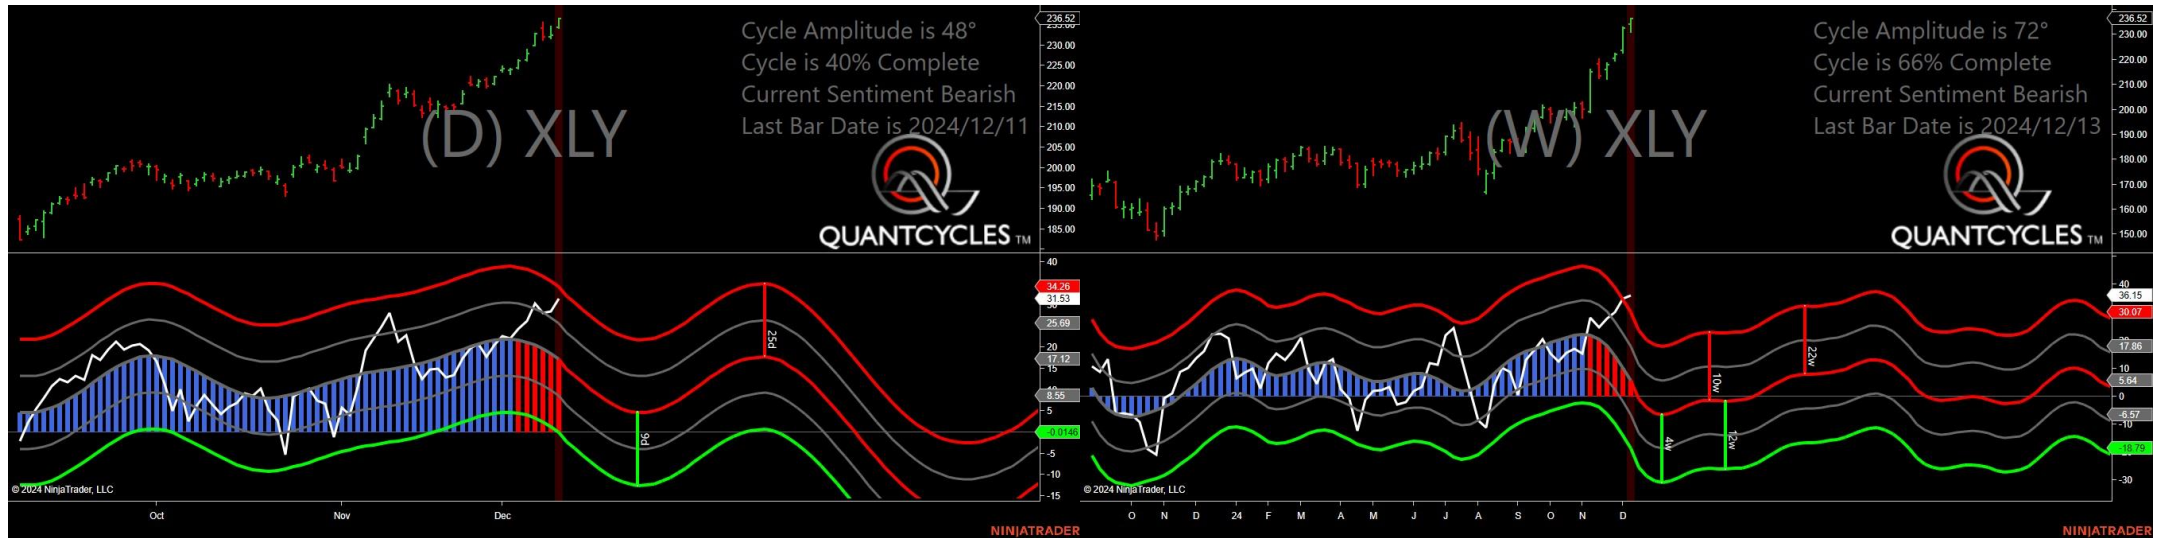 Cycle Amplitude is 48°
Cycle is 40% Complete
Current Sentiment Bearish
Last Bar Date is 2024/12/11
(D) XLY
QUANTCYCLES TM
236.52
230.00
225.00
220.00
215.00
210.00
205.00
200.00
195.00
190.00
185.00
40
34.26
31.53
25.69
20
17.12
15
8.55
5
-0.0146
-5
-10
-15
25d
9d
© 2024 NinjaTrader, LLC
Oct Nov Dec
NINJATRADER
Cycle Amplitude is 72°
Cycle is 66% Complete
Current Sentiment Bearish
Last Bar Date is 2024/12/13
(W) XLY
QUANTCYCLES TM
236.52
230.00
220.00
210.00
200.00
190.00
180.00
170.00
160.00
150.00
40
36.15
30.07
17.86
10
5.64
0
-6.57
-10
-18.79
-30
10w
22w
4w
12w
© 2024 NinjaTrader, LLC
O N D 24 F M A M J J A S O N D
NINJATRADER